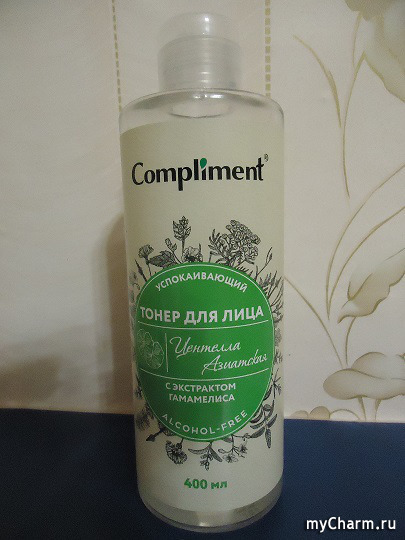 Compliment®
УСПОКАИВАЮЩИЙ
ТОНЕР ДЛЯ ЛИЦА
Центелла
Азиатская
С ЭКСТРАКТОМ
ГАМАМЕЛИСА
ALCOHOL-FREE
400 мл
myCharm.ru